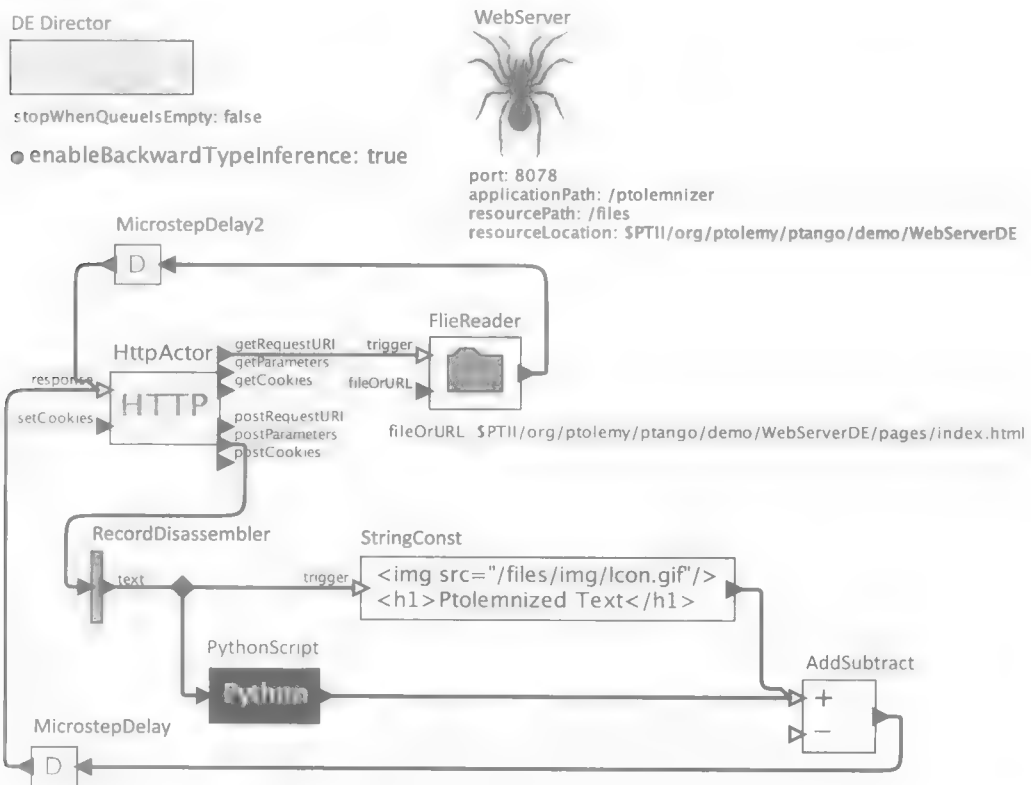 DE Director
WebServer
stopWhenQueueIsEmpty: false
enableBackwardTypeInference: true
port: 8078
applicationPath: /ptolemnizer
resourcePath: /files
resourceLocation: $PTII/org/ptolemy/ptango/demo/WebServerDE
MicrostepDelay2
D
FlieReader
HttpActor
getRequestURI
trigger
getParameters
response
getCookies
fileOrURL
HTTP
setCookies
postRequestURI
postParameters
postCookies
fileOrURL $PTII/org/ptolemy/ptango/demo/WebServerDE/pages/index.html
RecordDisassembler
StringConst
text
trigger
<img src="/files/img/Icon.gif"/>
<h1>Ptolemnized Text</h1>
PythonScript
Python
AddSubtract
+
−
MicrostepDelay
D